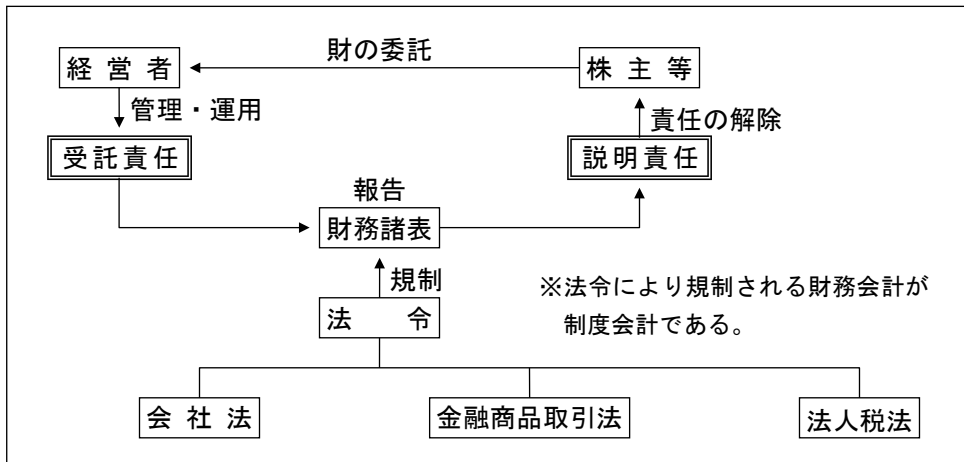 財の委託
経営者
株主等
管理・運用
責任の解除
受託責任
説明責任
報告
財務諸表
規制
※法令により規制される財務会計が
制度会計である。
法　令
会社法
金融商品取引法
法人税法